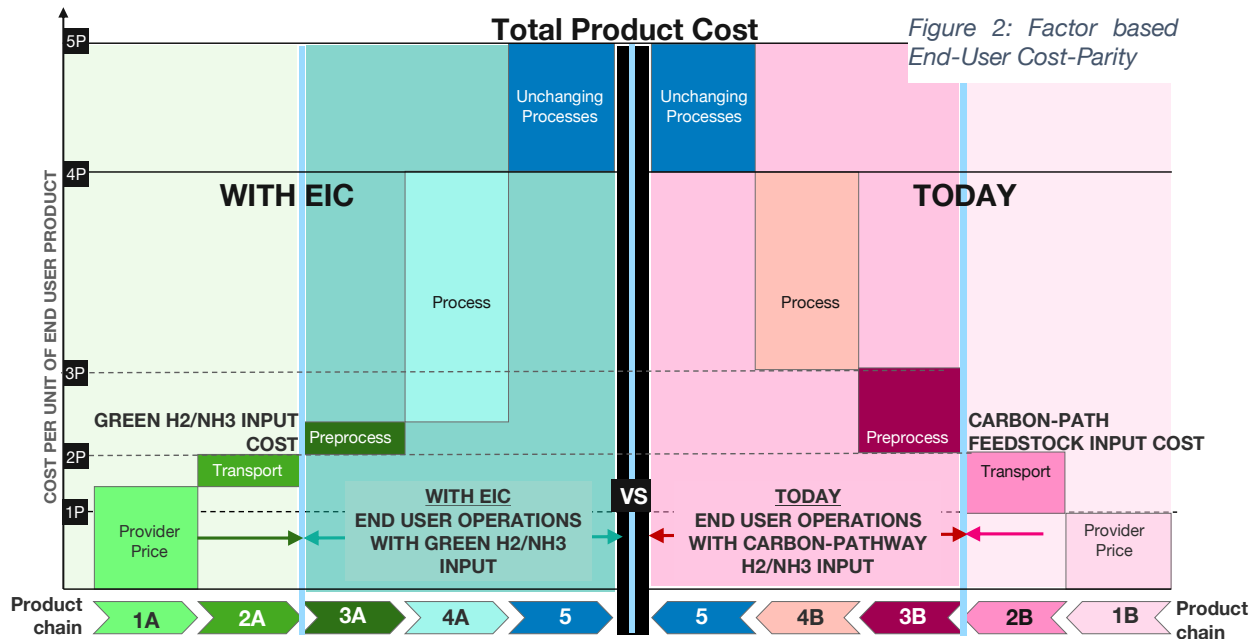 Total Product Cost
Figure 2: Factor based
End-User Cost-Parity
COST PER UNIT OF END USER PRODUCT
5P
4P
3P
2P
1P
WITH EIC
TODAY
Unchanging
Processes
Unchanging
Processes
Process
Process
GREEN H2/NH3 INPUT
COST
Preprocess
Preprocess
CARBON-PATH
FEEDSTOCK INPUT COST
Transport
Transport
Provider
Price
Provider
Price
WITH EIC
END USER OPERATIONS
WITH GREEN H2/NH3
INPUT
VS
TODAY
END USER OPERATIONS
WITH CARBON-PATHWAY
H2/NH3 INPUT
Product
chain
1A
2A
3A
4A
5
5
4B
3B
2B
1B
Product
chain